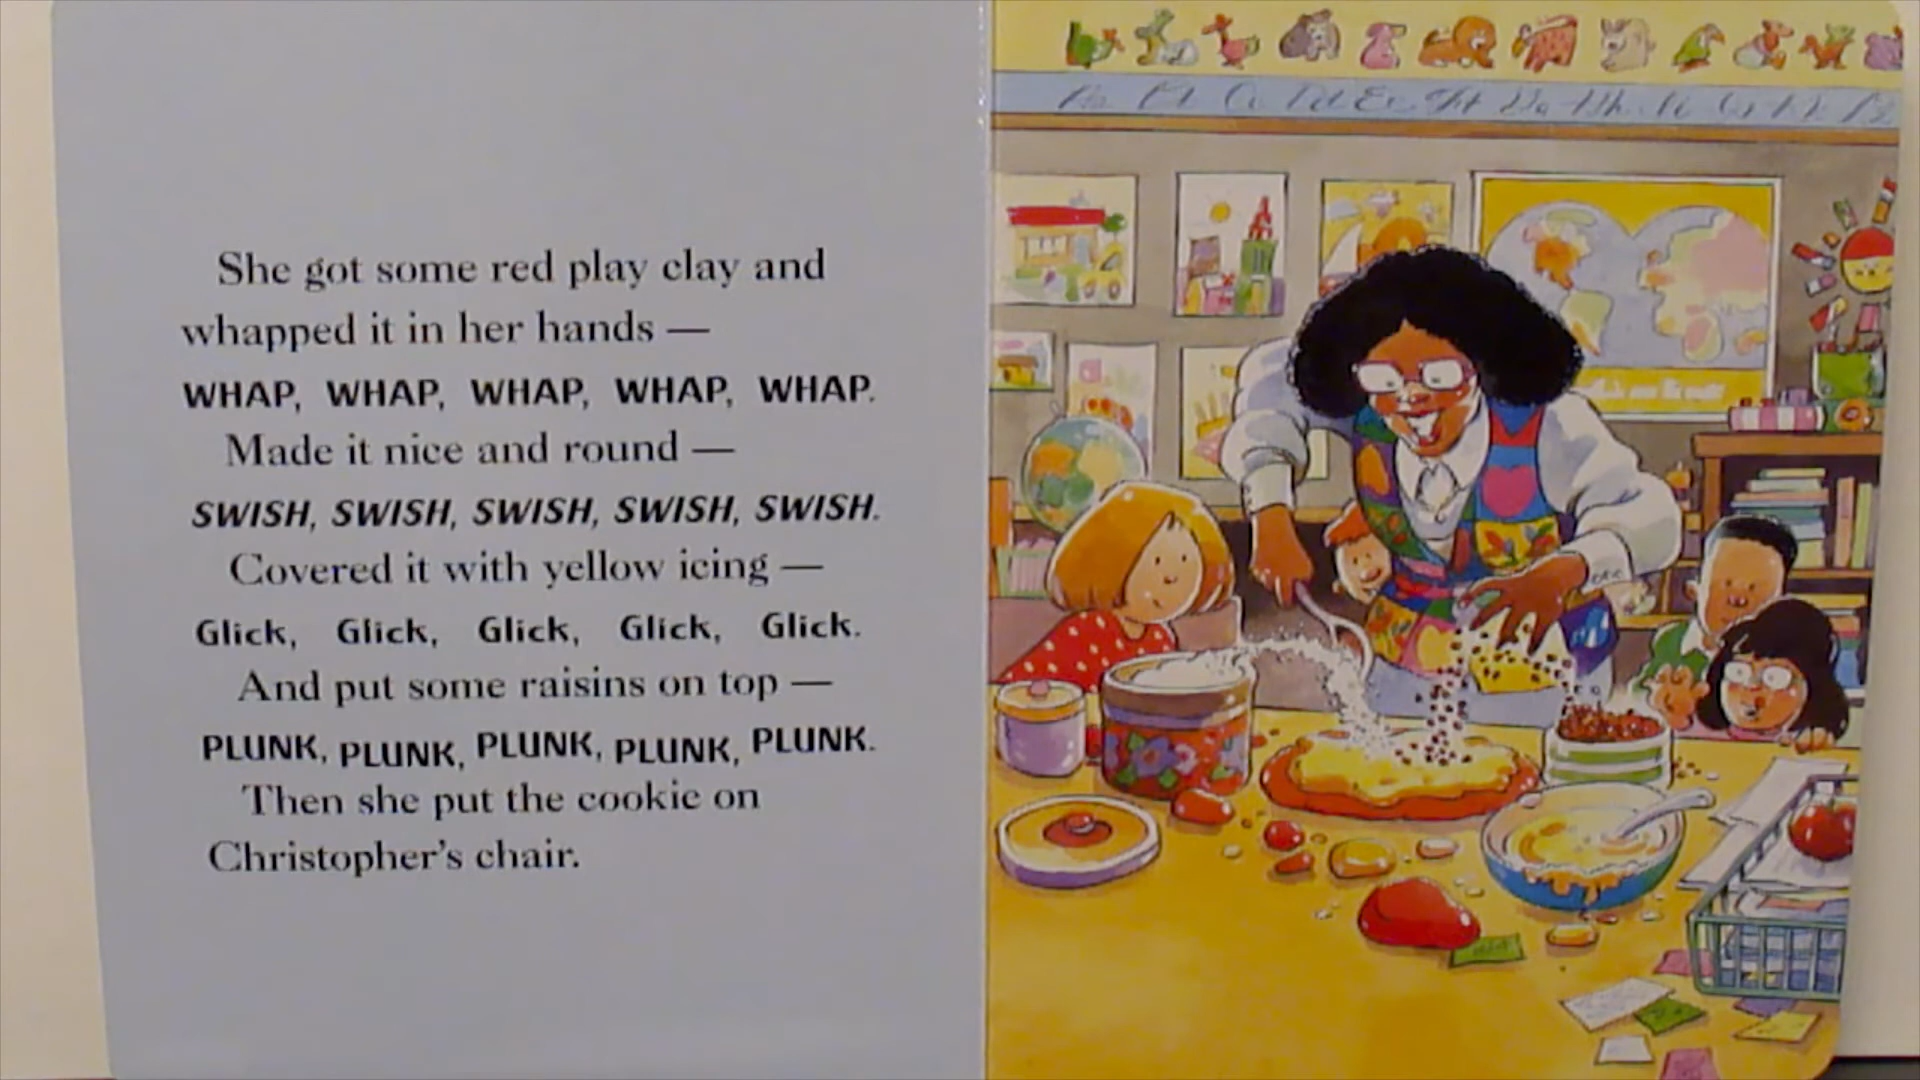 She got some red play clay and
whapped it in her hands —
WHAP, WHAP, WHAP, WHAP, WHAP.
Made it nice and round —
SWISH, SWISH, SWISH, SWISH, SWISH.
Covered it with yellow icing —
Glick, Glick, Glick, Glick, Glick.
And put some raisins on top —
PLUNK, PLUNK, PLUNK, PLUNK, PLUNK.
Then she put the cookie on
Christopher's chair.